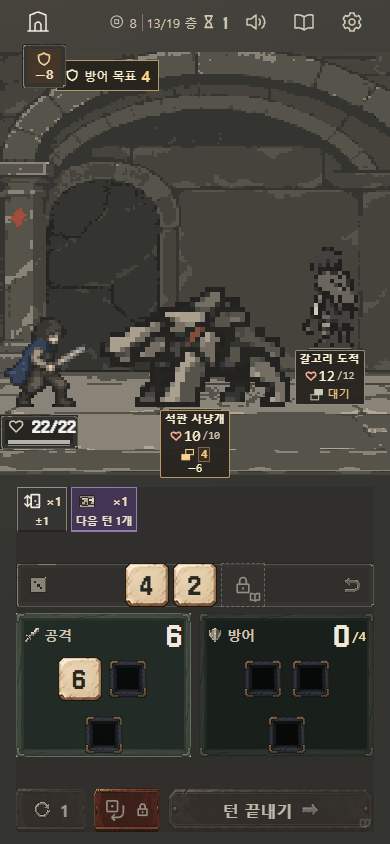 8 | 13/19 층 1
−8
방어 목표 4
갈고리 도적
12/12
대기
22/22
석판 사냥개
10/10
4
−6
×1
±1
×1
다음 턴 1개
4 2
공격 6
방어 0/4
6
1
턴 끝내기